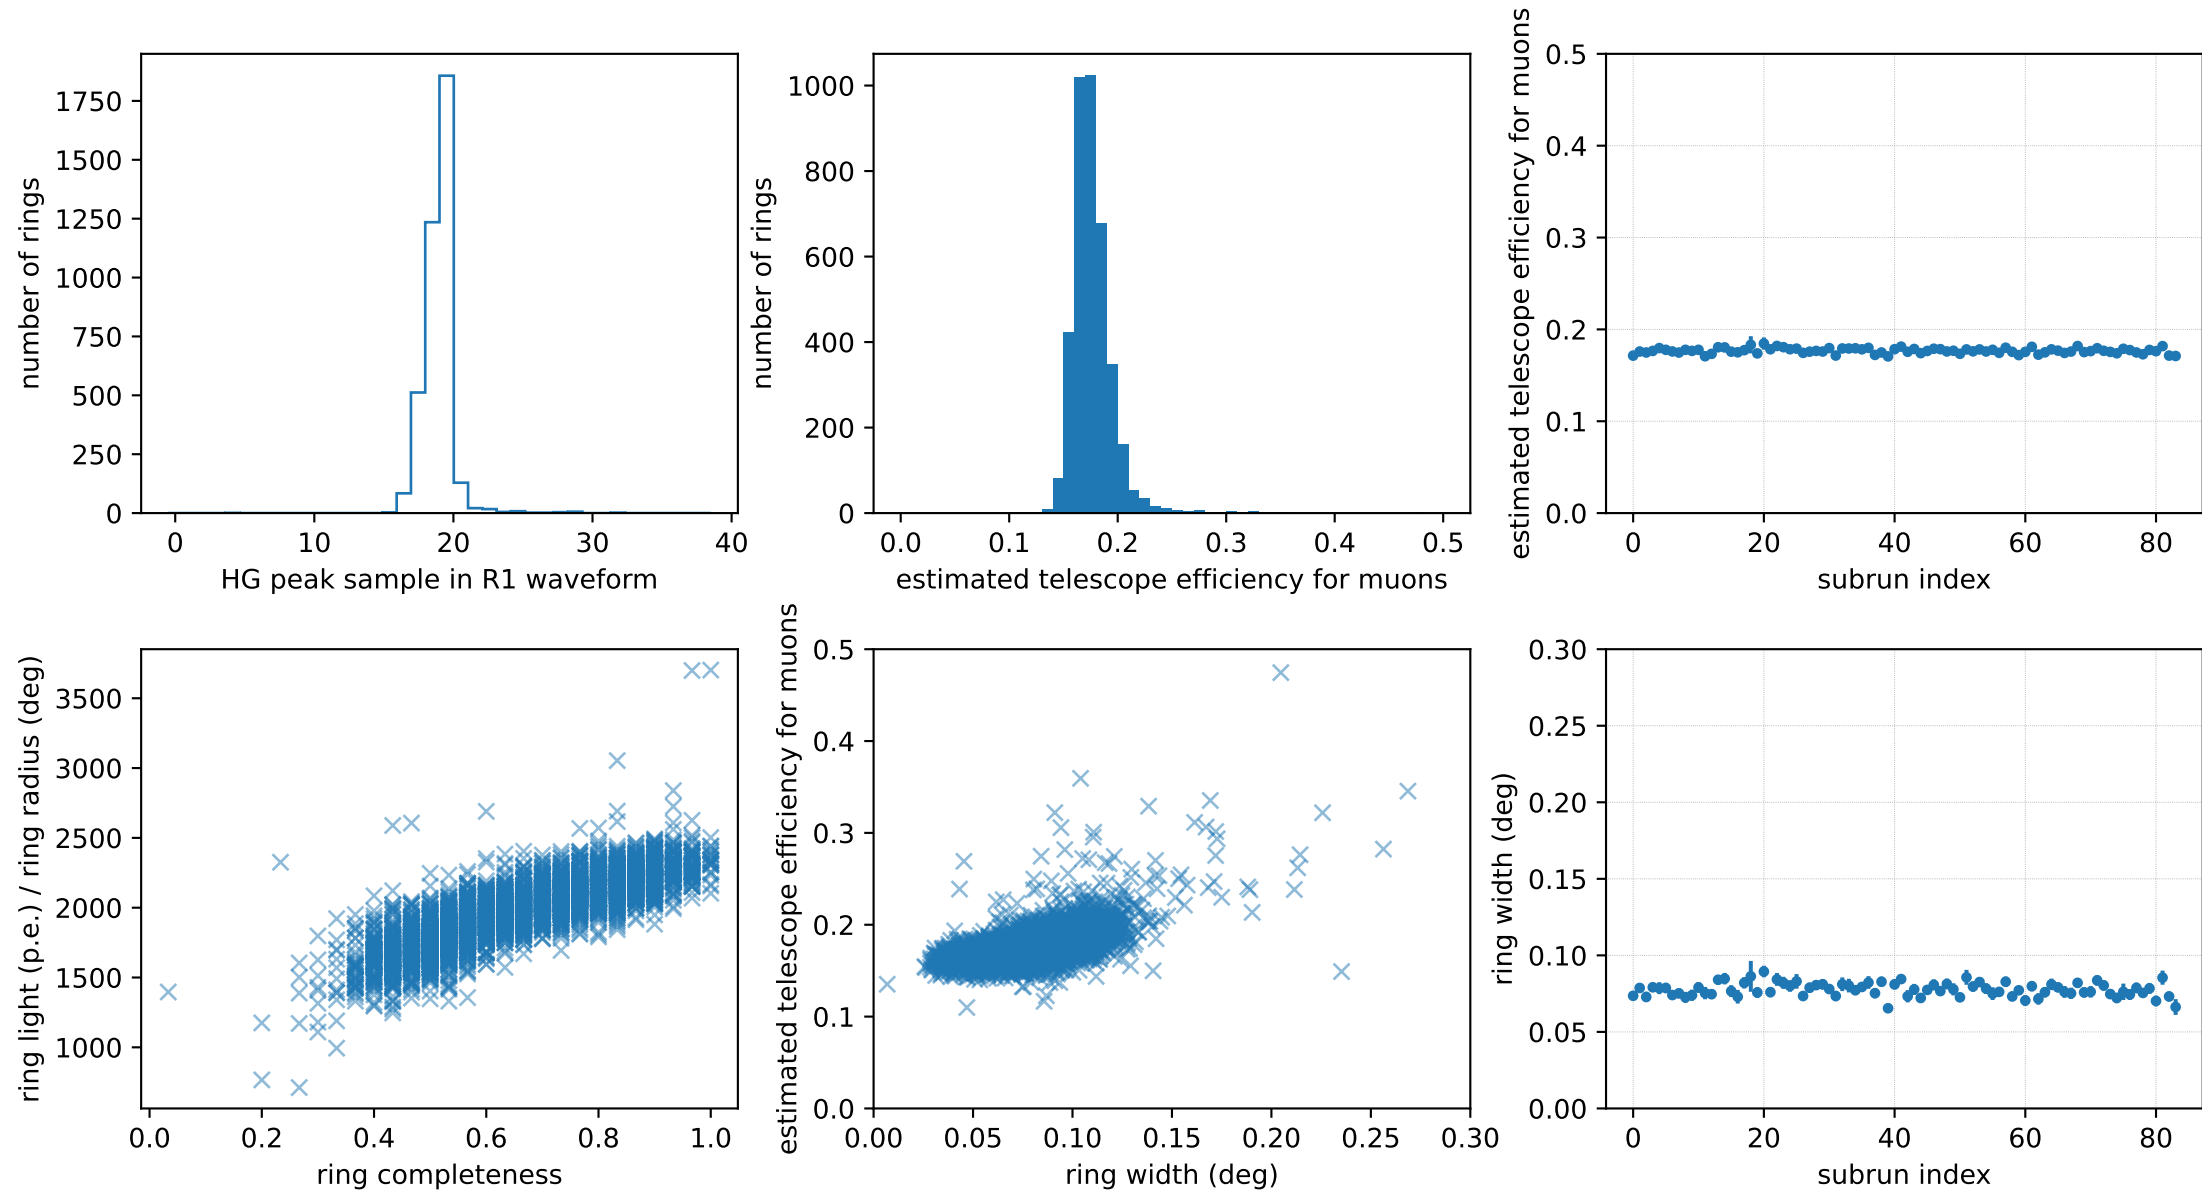 number of rings
1750
1500
1250
1000
750
500
250
0
0 10 20 30 40
HG peak sample in R1 waveform
number of rings
1000
800
600
400
200
0
0.0 0.1 0.2 0.3 0.4 0.5
estimated telescope efficiency for muons
estimated telescope efficiency for muons
0.5
0.4
0.3
0.2
0.1
0.0
0 20 40 60 80
subrun index
ring light (p.e.) / ring radius (deg)
3500
3000
2500
2000
1500
1000
0.0 0.2 0.4 0.6 0.8 1.0
ring completeness
estimated telescope efficiency for muons
0.5
0.4
0.3
0.2
0.1
0.0
0.00 0.05 0.10 0.15 0.20 0.25 0.30
ring width (deg)
ring width (deg)
0.30
0.25
0.20
0.15
0.10
0.05
0.00
0 20 40 60 80
subrun index